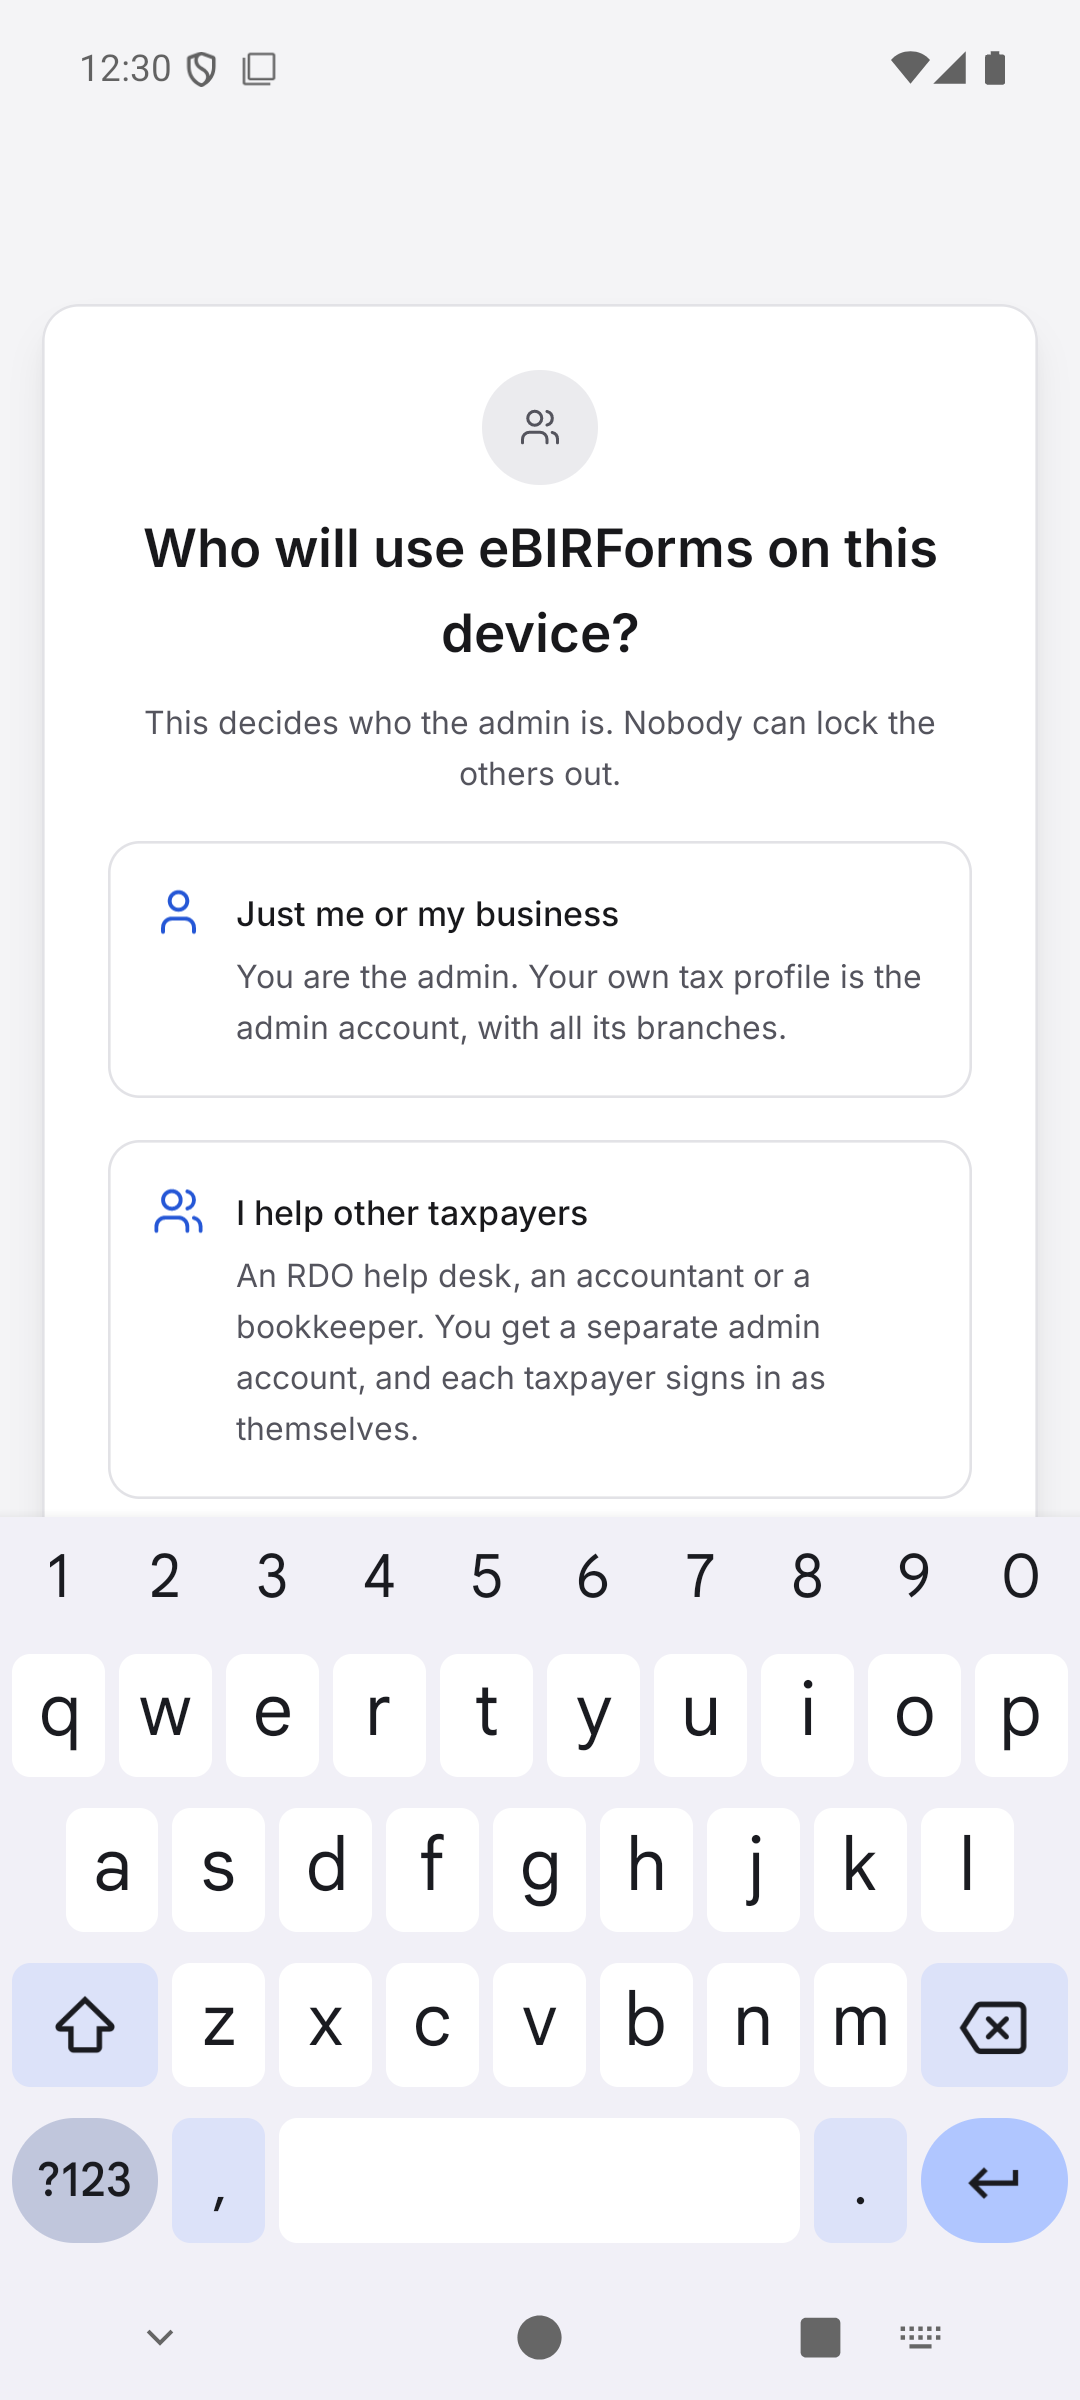 12:30
Who will use eBIRForms on this
device?
This decides who the admin is. Nobody can lock the
others out.
Just me or my business
You are the admin. Your own tax profile is the
admin account, with all its branches.
I help other taxpayers
An RDO help desk, an accountant or a
bookkeeper. You get a separate admin
account, and each taxpayer signs in as
themselves.
1 2 3 4 5 6 7 8 9 0
q w e r t y u i o p
a s d f g h j k l
z x c v b n m
?123 , .